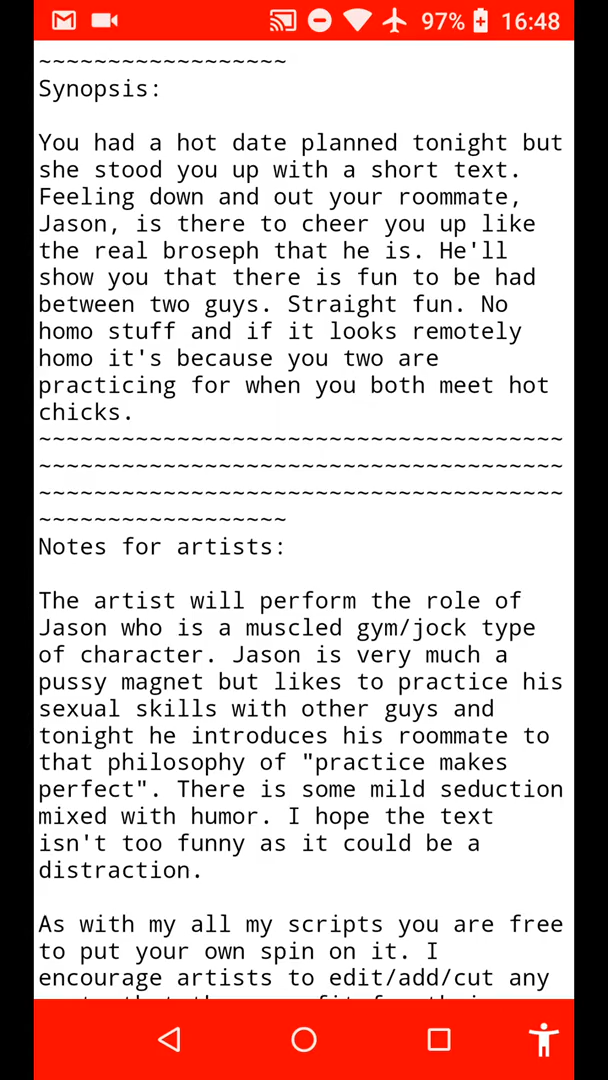 97% 16:48
~~~~~~~~~~~~~~~~~~
Synopsis:
You had a hot date planned tonight but
she stood you up with a short text.
Feeling down and out your roommate,
Jason, is there to cheer you up like
the real broseph that he is. He'll
show you that there is fun to be had
between two guys. Straight fun. No
homo stuff and if it looks remotely
homo it's because you two are
practicing for when you both meet hot
chicks.
~~~~~~~~~~~~~~~~~~~~~~~~~~~~~~~~~~~~~~
~~~~~~~~~~~~~~~~~~~~~~~~~~~~~~~~~~~~~~
~~~~~~~~~~~~~~~~~~~~~~~~~~~~~~~~~~~~~~
~~~~~~~~~~~~~~~~~~
Notes for artists:
The artist will perform the role of
Jason who is a muscled gym/jock type
of character. Jason is very much a
pussy magnet but likes to practice his
sexual skills with other guys and
tonight he introduces his roommate to
that philosophy of "practice makes
perfect". There is some mild seduction
mixed with humor. I hope the text
isn't too funny as it could be a
distraction.
As with my all my scripts you are free
to put your own spin on it. I
encourage artists to edit/add/cut any